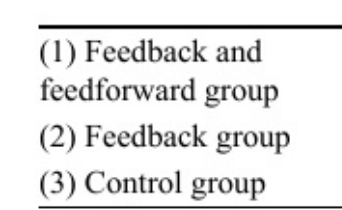 (1) Feedback and
feedforward group
(2) Feedback group
(3) Control group